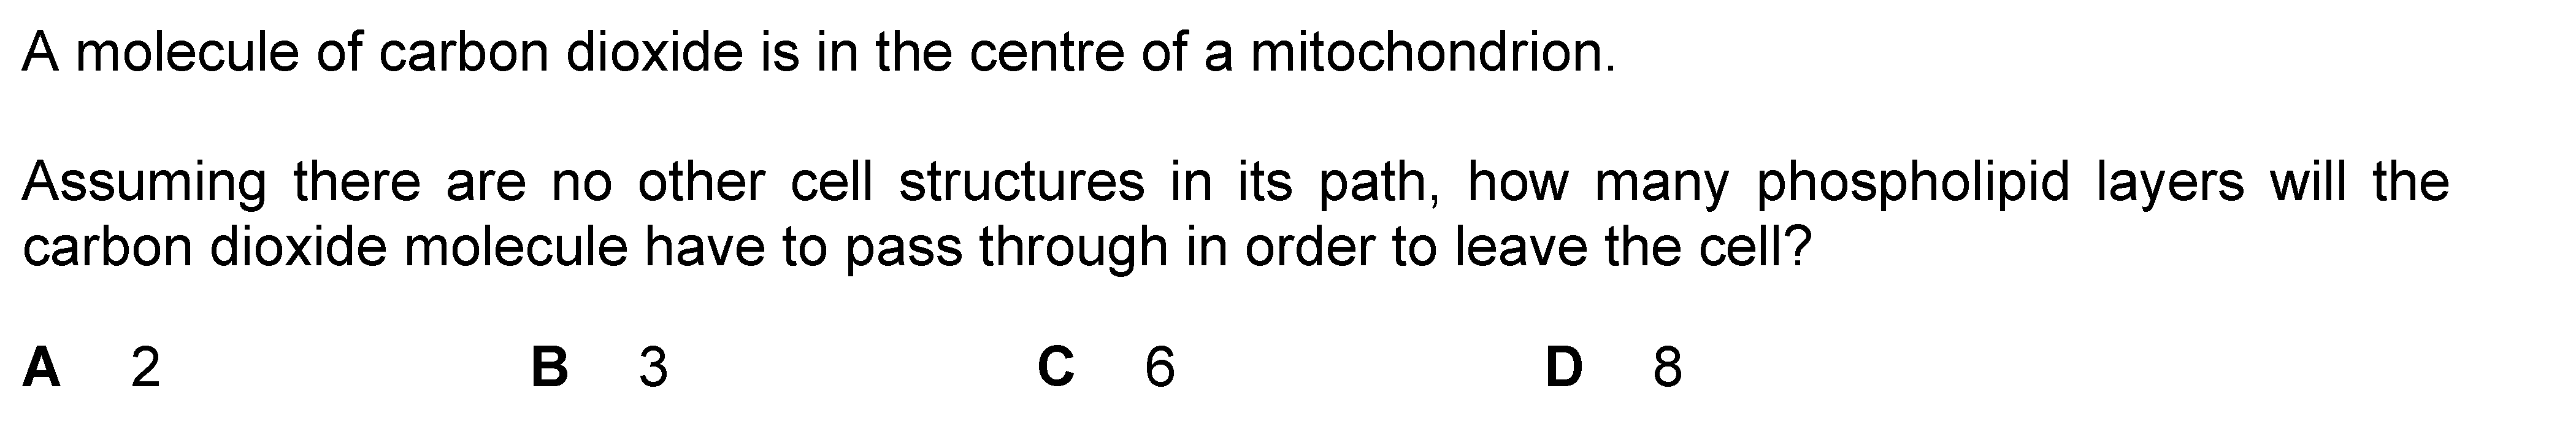 A molecule of carbon dioxide is in the centre of a mitochondrion.
Assuming there are no other cell structures in its path, how many phospholipid layers will the
carbon dioxide molecule have to pass through in order to leave the cell?
A 2 B 3 C 6 D 8